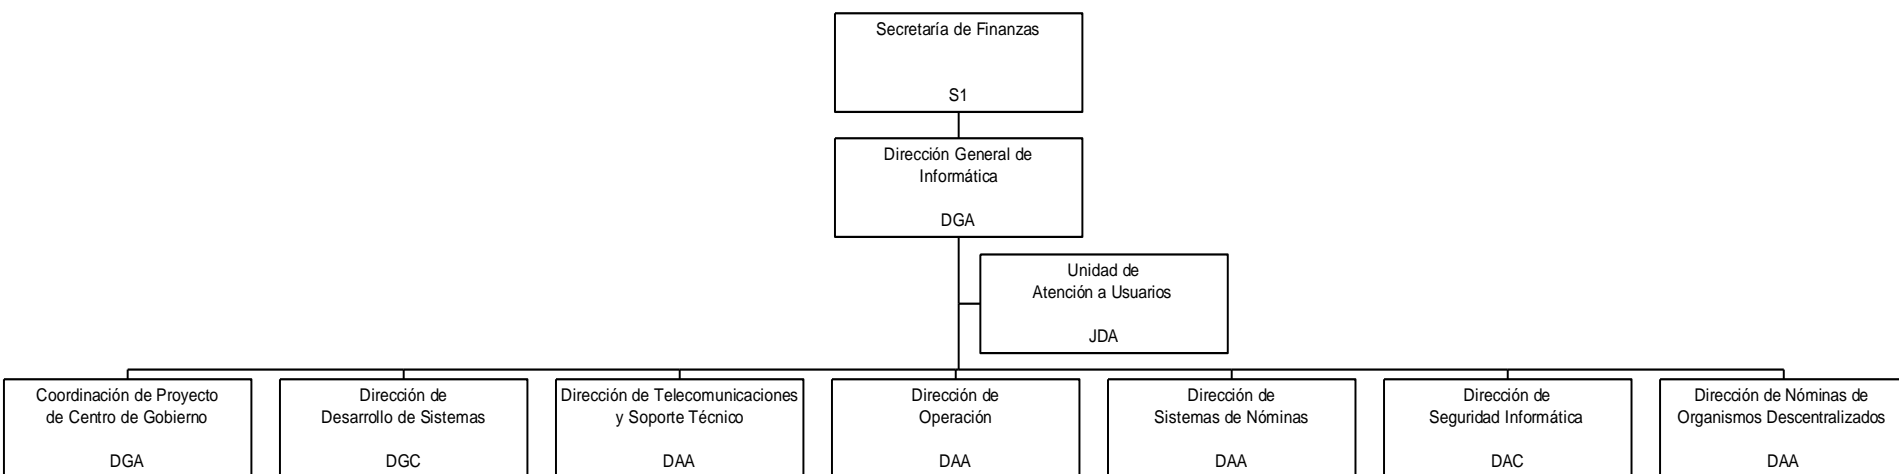 Secretaría de Finanzas
S1
Dirección General de
Informática
DGA
Unidad de
Atención a Usuarios
JDA
Coordinación de Proyecto
de Centro de Gobierno
DGA
Dirección de
Desarrollo de Sistemas
DGC
Dirección de Telecomunicaciones
y Soporte Técnico
DAA
Dirección de
Operación
DAA
Dirección de
Sistemas de Nóminas
DAA
Dirección de
Seguridad Informática
DAC
Dirección de Nóminas de
Organismos Descentralizados
DAA